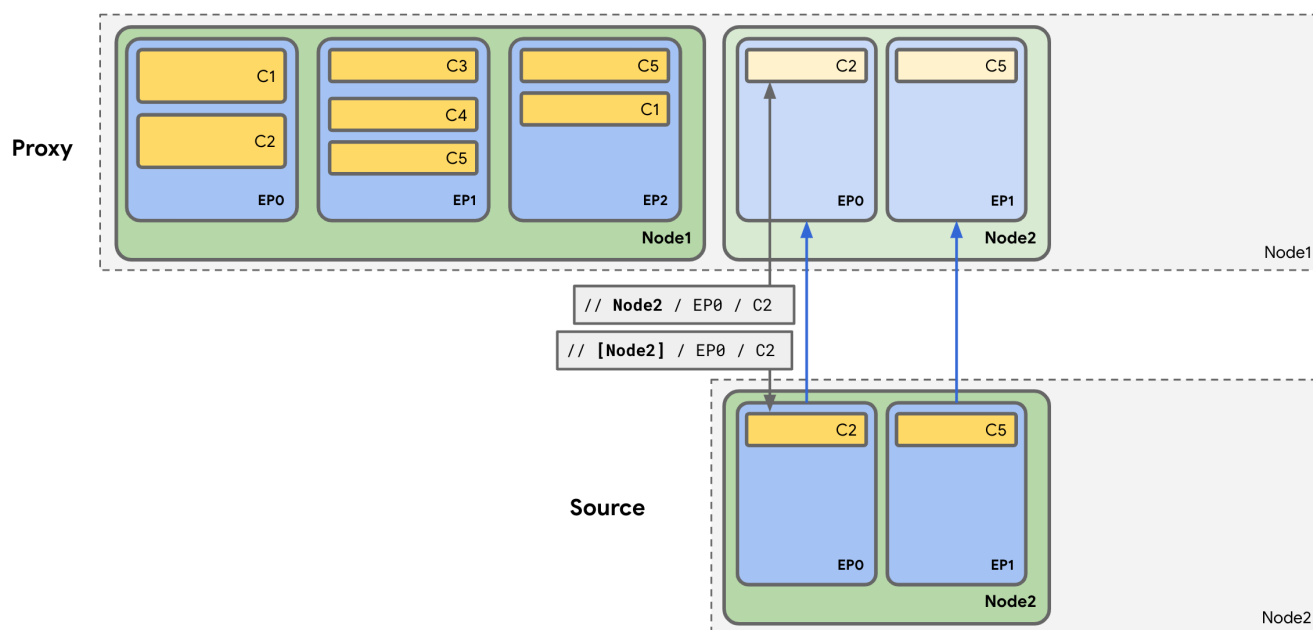 C1
C2
EP0
C3
C4
C5
EP1
C5
C1
EP2
Node1
C2
EP0
C5
EP1
Node2
Node1
Proxy
// Node2 / EP0 / C2
// [Node2] / EP0 / C2
C2
EP0
C5
EP1
Node2
Node2
Source